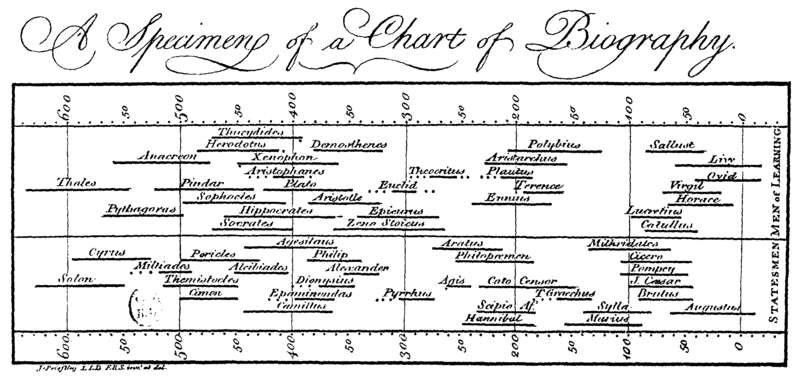 A Specimen of a Chart of Biography.
600 50 500 50 400 50 300 50 200 50 100 50 0
Thucydides
Herodotus Demosthenes Polybius Sallust
Anacreon Xenophon Aristarchus Livy
Aristophanes Theocritus Plautus Ovid
Thales Pindar Plato Euclid Terence Virgil
Sophocles Aristotle Ennius Horace
Pythagoras Hippocrates Epicurus Lucretius
Socrates Zeno Stoicus Catullus
MEN of LEARNING
Agesilaus Aratus Mithridates
Cyrus Pericles Philip Philopœmen Cicero
Miltiades Alcibiades Alexander Pompey
Solon Themistocles Dionysius Agis Cato Censor J. Cæsar
Cimon Epaminondas Pyrrhus T. Gracchus Brutus
Camillus Scipio Af. Sylla Augustus
Hannibal Marius
STATESMEN
600 50 500 50 400 50 300 50 200 50 100 50 0
J. Priestley L.L.D. F.R.S. inv.t et del.